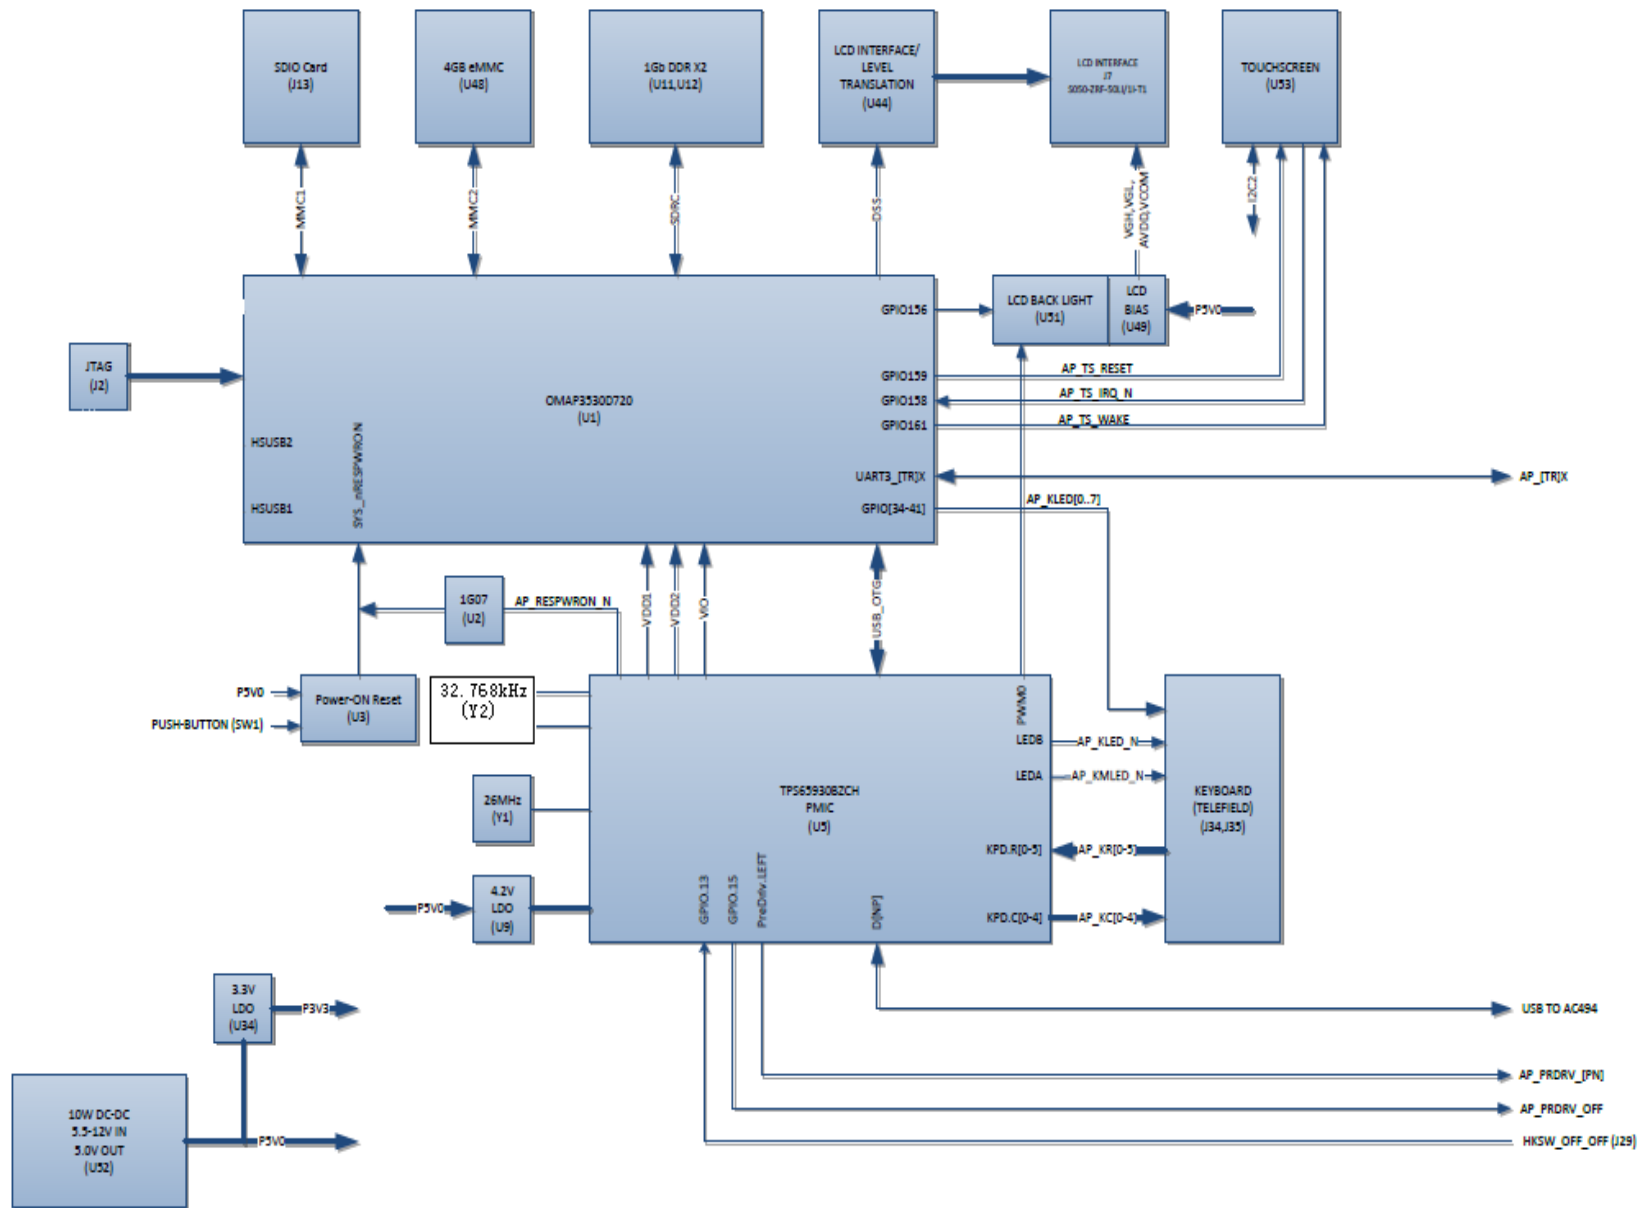 SDIO Card
(J13)
4GB eMMC
(U48)
1Gb DDR X2
(U11,U12)
LCD INTERFACE/
LEVEL
TRANSLATION
(U44)
LCD INTERFACE
J7
S050-ZRF-50LI/1I-T1
TOUCHSCREEN
(U53)
MMC1
MMC2
SDRC
DSS
VGH,VGL,
AVDD,VCOM
I2C2
JTAG
(J2)
OMAP3530D720
(U1)
HSUSB2
HSUSB1
SYS_nRESPWRON
GPIO156
GPIO159
GPIO158
GPIO161
UART3_[TR]X
GPIO[34-41]
LCD BACK LIGHT
(U51)
LCD
BIAS
(U49)
P5V0
AP_TS_RESET
AP_TS_IRQ_N
AP_TS_WAKE
AP_[TR]X
AP_KLED[0..7]
1G07
(U2)
AP_RESPWRON_N
VDD1
VDD2
VIO
USB_OTG
P5V0
PUSH-BUTTON (SW1)
Power-ON Reset
(U3)
32.768kHz
(Y2)
26MHz
(Y1)
P5V0
4.2V
LDO
(U9)
TPS65930BZCH
PMIC
(U5)
PWM0
LEDB
LEDA
KPD.R[0-5]
KPD.C[0-4]
GPIO.13
GPIO.15
PreDriv.LEFT
D[NP]
AP_KLED_N
AP_KMLED_N
AP_KR[0-5]
AP_KC[0-4]
KEYBOARD
(TELEFIELD)
(J34,J35)
3.3V
LDO
(U34)
P3V3
10W DC-DC
5.5-12V IN
5.0V OUT
(U52)
P5V0
USB TO AC494
AP_PRDRV_[PN]
AP_PRDRV_OFF
HKSW_OFF_OFF (J29)